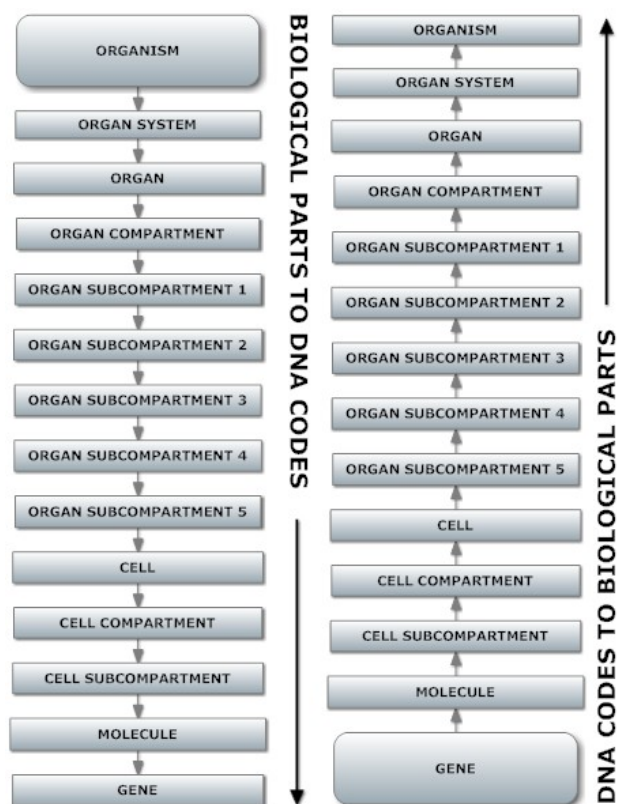 ORGANISM
ORGAN SYSTEM
ORGAN
ORGAN COMPARTMENT
ORGAN SUBCOMPARTMENT 1
ORGAN SUBCOMPARTMENT 2
ORGAN SUBCOMPARTMENT 3
ORGAN SUBCOMPARTMENT 4
ORGAN SUBCOMPARTMENT 5
CELL
CELL COMPARTMENT
CELL SUBCOMPARTMENT
MOLECULE
GENE
BIOLOGICAL PARTS TO DNA CODES
ORGANISM
ORGAN SYSTEM
ORGAN
ORGAN COMPARTMENT
ORGAN SUBCOMPARTMENT 1
ORGAN SUBCOMPARTMENT 2
ORGAN SUBCOMPARTMENT 3
ORGAN SUBCOMPARTMENT 4
ORGAN SUBCOMPARTMENT 5
CELL
CELL COMPARTMENT
CELL SUBCOMPARTMENT
MOLECULE
GENE
DNA CODES TO BIOLOGICAL PARTS